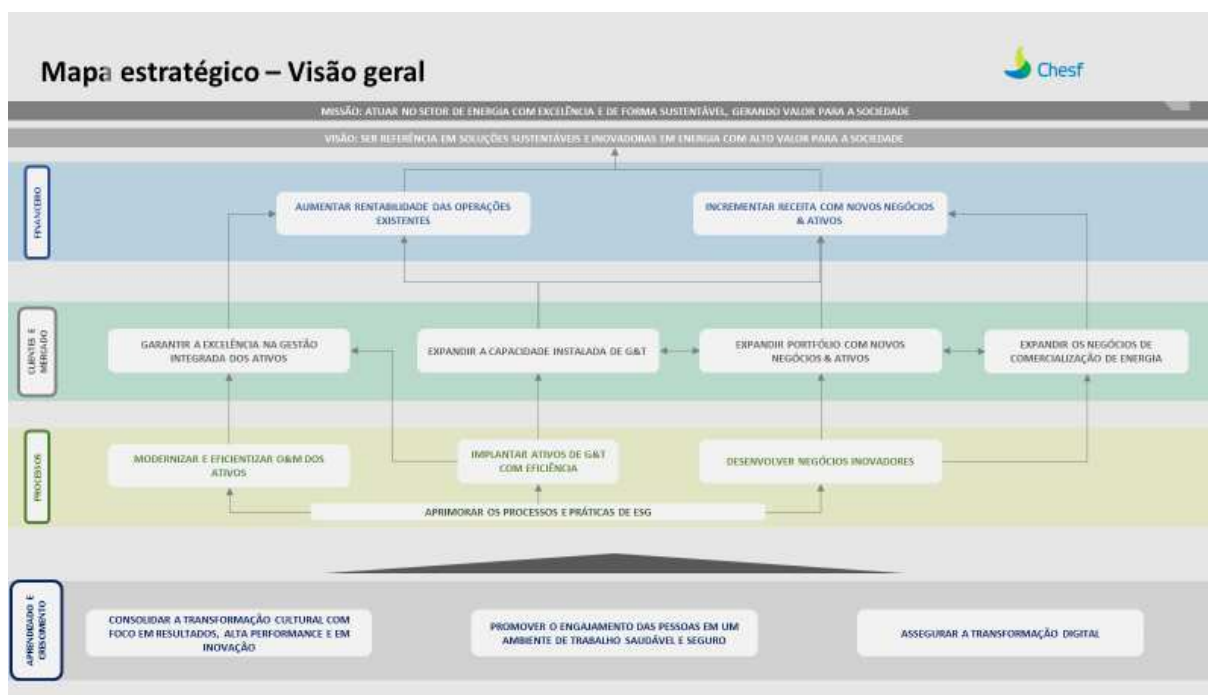 Mapa estratégico – Visão geral
Chesf
MISSÃO: ATUAR NO SETOR DE ENERGIA COM EXCELÊNCIA E DE FORMA SUSTENTÁVEL, GERANDO VALOR PARA A SOCIEDADE
VISÃO: SER REFERÊNCIA EM SOLUÇÕES SUSTENTÁVEIS E INOVADORAS EM ENERGIA COM ALTO VALOR PARA A SOCIEDADE
FINANCEIRO
AUMENTAR RENTABILIDADE DAS OPERAÇÕES
EXISTENTES
INCREMENTAR RECEITA COM NOVOS NEGÓCIOS
& ATIVOS
CLIENTES E
MERCADO
GARANTIR A EXCELÊNCIA NA GESTÃO
INTEGRADA DOS ATIVOS
EXPANDIR A CAPACIDADE INSTALADA DE G&T
EXPANDIR PORTFÓLIO COM NOVOS
NEGÓCIOS & ATIVOS
EXPANDIR OS NEGÓCIOS DE
COMERCIALIZAÇÃO DE ENERGIA
PROCESSOS
MODERNIZAR E EFICIENTIZAR O&M DOS
ATIVOS
IMPLANTAR ATIVOS DE G&T
COM EFICIÊNCIA
DESENVOLVER NEGÓCIOS INOVADORES
APRIMORAR OS PROCESSOS E PRÁTICAS DE ESG
APRENDIZADO E
CRESCIMENTO
CONSOLIDAR A TRANSFORMAÇÃO CULTURAL COM
FOCO EM RESULTADOS, ALTA PERFORMANCE E EM
INOVAÇÃO
PROMOVER O ENGAJAMENTO DAS PESSOAS EM UM
AMBIENTE DE TRABALHO SAUDÁVEL E SEGURO
ASSEGURAR A TRANSFORMAÇÃO DIGITAL